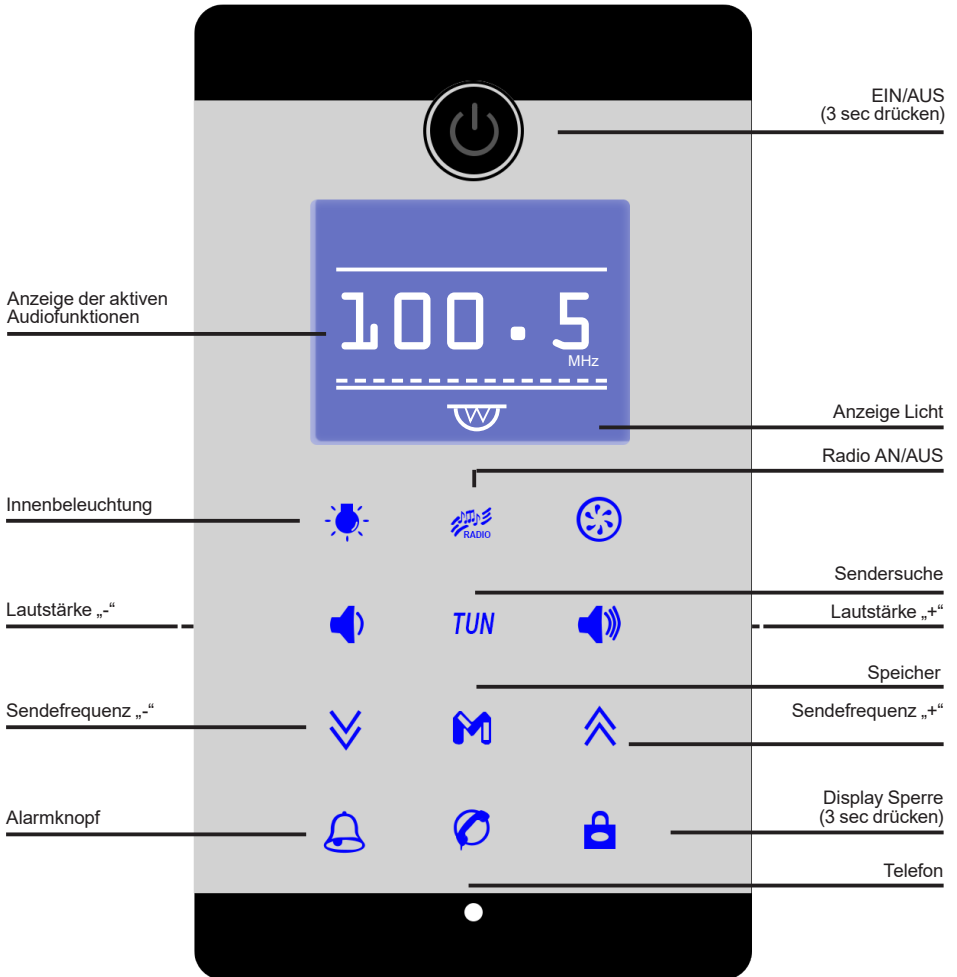 EIN/AUS
(3 sec drücken)
Anzeige der aktiven
Audiofunktionen
100.5
MHz
Anzeige Licht
Radio AN/AUS
Innenbeleuchtung
RADIO
Sendersuche
Lautstärke „-“
TUN
Lautstärke „+“
Speicher
Sendefrequenz „-“
M
Sendefrequenz „+“
Display Sperre
(3 sec drücken)
Alarmknopf
Telefon